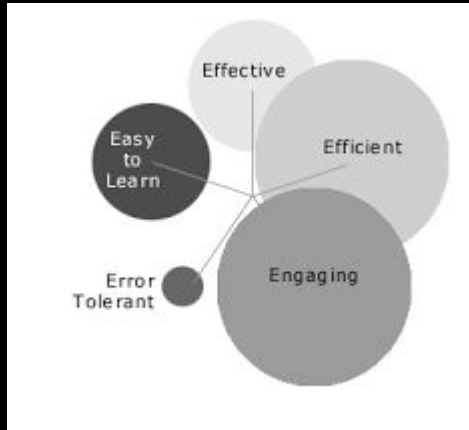 Effective
Efficient
Easy
to
Learn
Engaging
Error
Tolerant